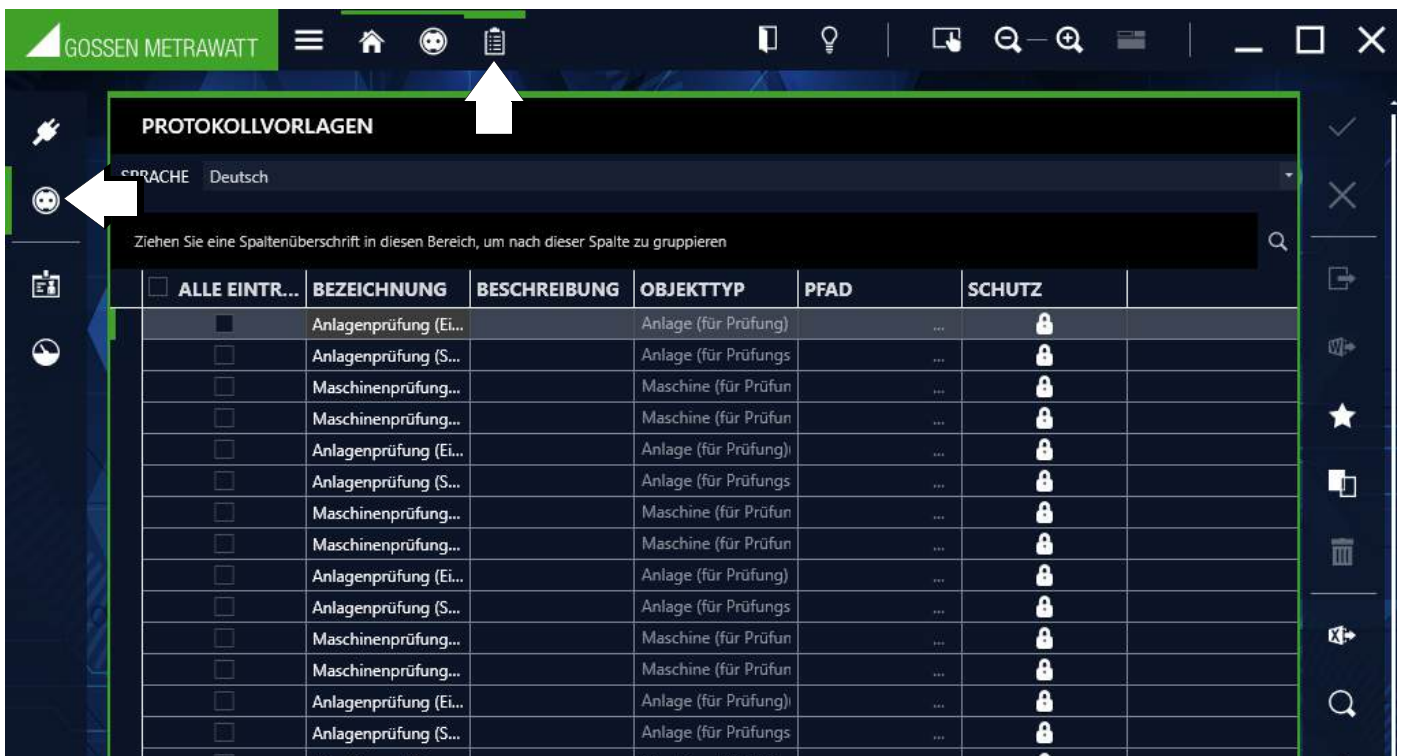 GOSSEN METRAWATT
PROTOKOLLVORLAGEN
SPRACHE Deutsch
Ziehen Sie eine Spaltenüberschrift in diesen Bereich, um nach dieser Spalte zu gruppieren
ALLE EINTR... BEZEICHNUNG BESCHREIBUNG OBJEKTTYP PFAD SCHUTZ
Anlagenprüfung (Ei... Anlage (für Prüfung) ...
Anlagenprüfung (S... Anlage (für Prüfungs ...
Maschinenprüfung... Maschine (für Prüfun ...
Maschinenprüfung... Maschine (für Prüfun ...
Anlagenprüfung (Ei... Anlage (für Prüfung) ...
Anlagenprüfung (S... Anlage (für Prüfungs ...
Maschinenprüfung... Maschine (für Prüfun ...
Maschinenprüfung... Maschine (für Prüfun ...
Anlagenprüfung (Ei... Anlage (für Prüfung) ...
Anlagenprüfung (S... Anlage (für Prüfungs ...
Maschinenprüfung... Maschine (für Prüfun ...
Maschinenprüfung... Maschine (für Prüfun ...
Anlagenprüfung (Ei... Anlage (für Prüfung) ...
Anlagenprüfung (S... Anlage (für Prüfungs ...